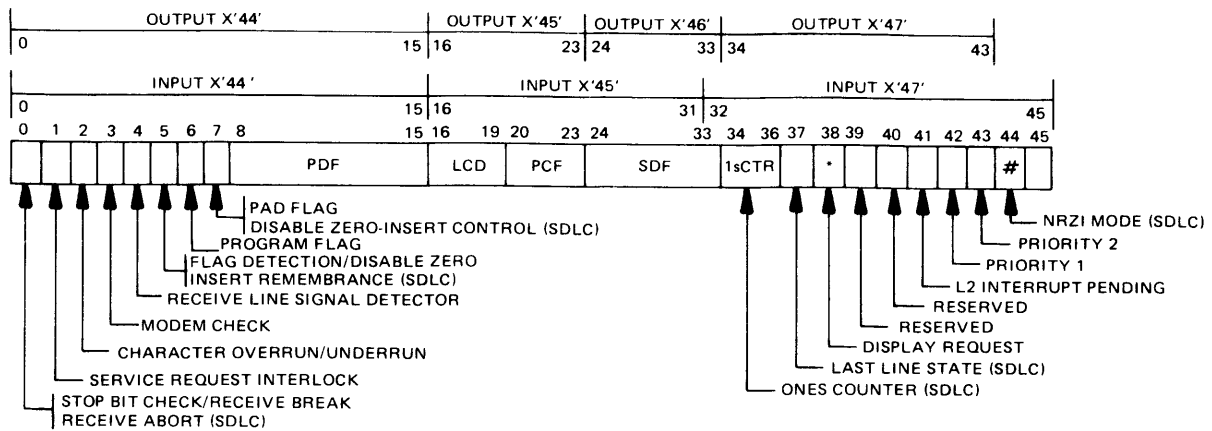 OUTPUT X'44' OUTPUT X'45' OUTPUT X'46' OUTPUT X'47'
0 15 16 23 24 33 34 43
INPUT X'44' INPUT X'45' INPUT X'47'
0 15 16 31 32 45
0 1 2 3 4 5 6 7 8 15 16 19 20 23 24 33 34 36 37 38 39 40 41 42 43 44 45
PDF LCD PCF SDF 1sCTR * #
PAD FLAG
DISABLE ZERO-INSERT CONTROL (SDLC)
PROGRAM FLAG
FLAG DETECTION/DISABLE ZERO
INSERT REMEMBRANCE (SDLC)
RECEIVE LINE SIGNAL DETECTOR
MODEM CHECK
CHARACTER OVERRUN/UNDERRUN
SERVICE REQUEST INTERLOCK
STOP BIT CHECK/RECEIVE BREAK
RECEIVE ABORT (SDLC)
NRZI MODE (SDLC)
PRIORITY 2
PRIORITY 1
L2 INTERRUPT PENDING
RESERVED
RESERVED
DISPLAY REQUEST
LAST LINE STATE (SDLC)
ONES COUNTER (SDLC)